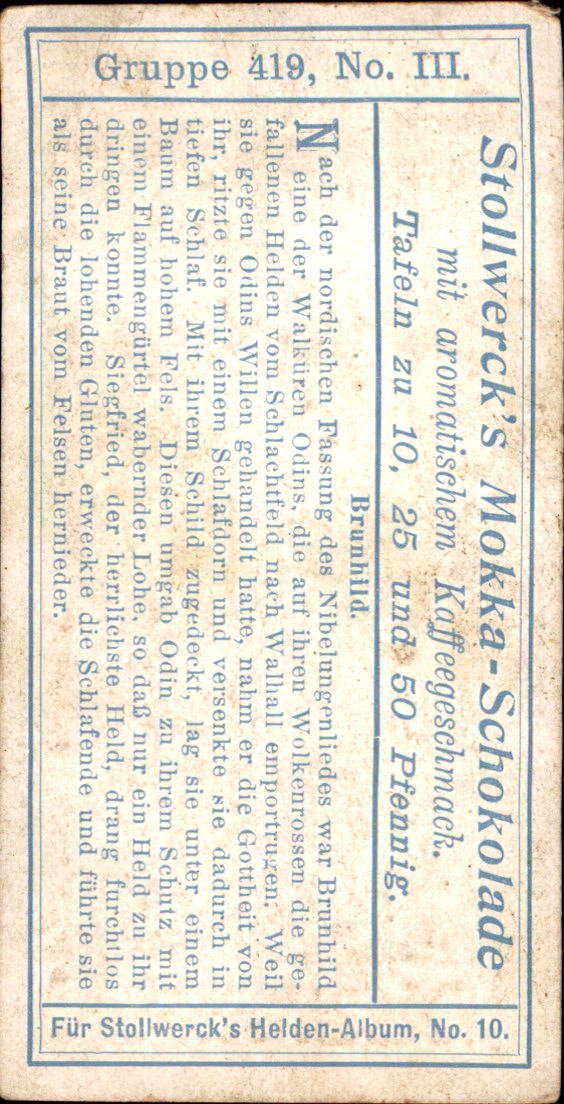 Gruppe 419, No. III.
Stollwerck's Mokka-Schokolade
mit aromatischem Kaffeegeschmack.
Tafeln zu 10, 25 und 50 Pfennig.
Brunhild.
Nach der nordischen Fassung des Nibelungenliedes war Brunhild
eine der Walküren Odins, die auf ihren Wolkenrossen die ge-
fallenen Helden vom Schlachtfeld nach Walhall emportrugen. Weil
sie gegen Odins Willen gehandelt hatte, nahm er die Gottheit von
ihr, ritzte sie mit einem Schlafdorn und versenkte sie dadurch in
tiefen Schlaf. Mit ihrem Schild zugedeckt, lag sie unter einem
Baum auf hohem Fels. Diesen umgab Odin zu ihrem Schutz mit
einem Flammengürtel wabernder Lohe, so daß nur ein Held zu ihr
dringen konnte. Siegfried, der herrlichste Held, drang furchtlos
durch die lohenden Gluten, erweckte die Schlafende und führte sie
als seine Braut vom Felsen hernieder.
Für Stollwerck's Helden-Album, No. 10.